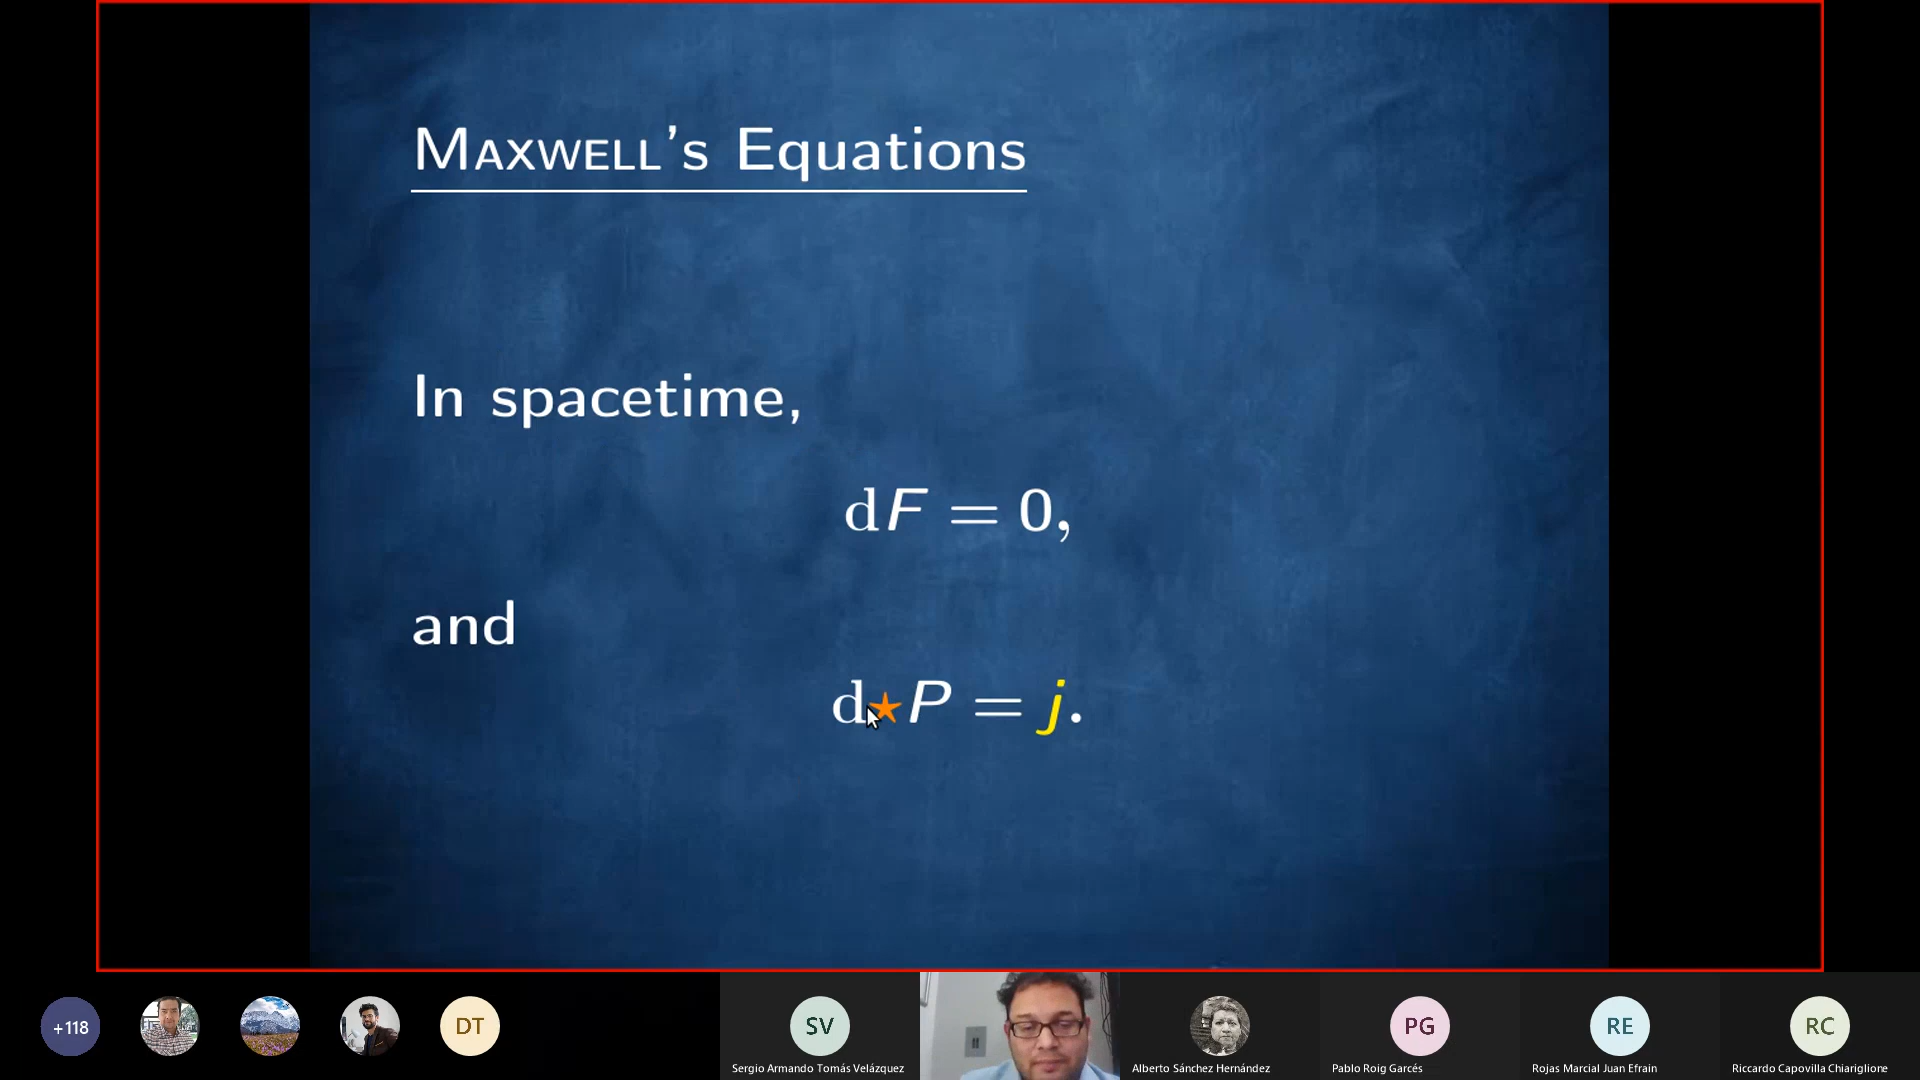 MAXWELL's Equations
In spacetime,
dF = 0,
and
d★P = j.
+118
DT
SV
Sergio Armando Tomás Velázquez
Alberto Sánchez Hernández
PG
Pablo Roig Garcés
RE
Rojas Marcial Juan Efrain
RC
Riccardo Capovilla Chiariglione